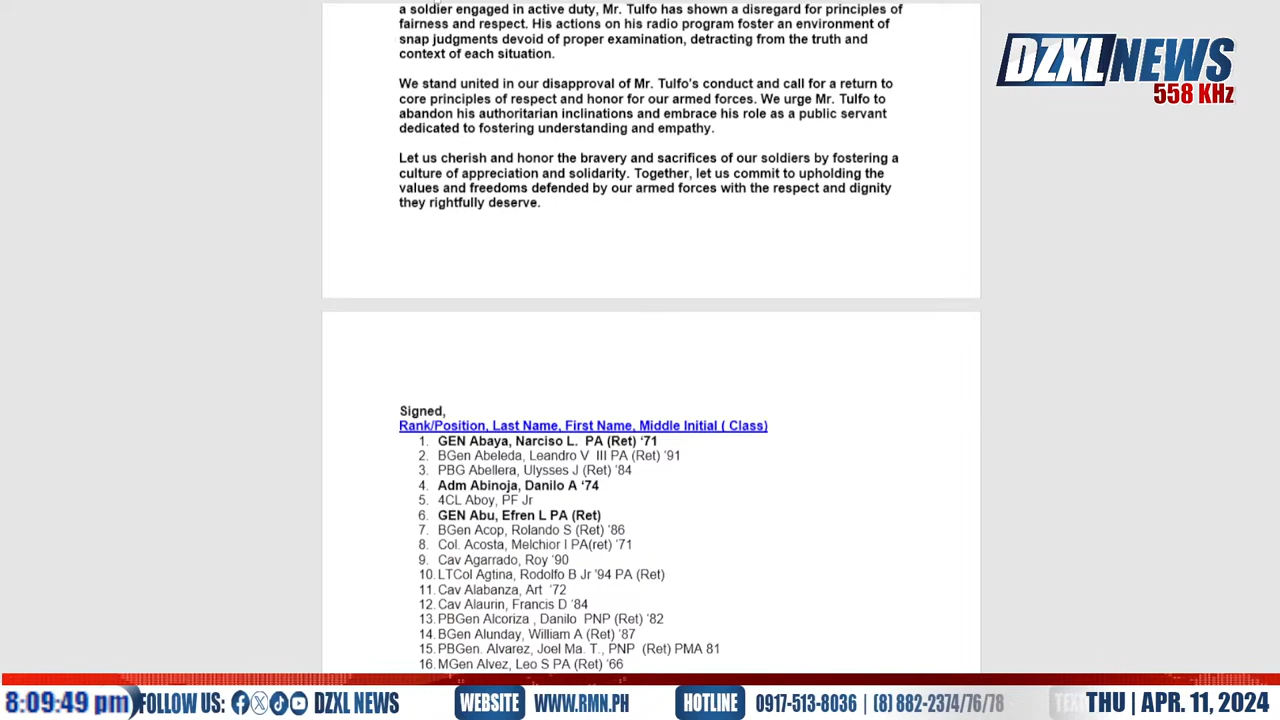 a soldier engaged in active duty, Mr. Tulfo has shown a disregard for principles of
fairness and respect. His actions on his radio program foster an environment of
snap judgments devoid of proper examination, detracting from the truth and
context of each situation.
We stand united in our disapproval of Mr. Tulfo's conduct and call for a return to
core principles of respect and honor for our armed forces. We urge Mr. Tulfo to
abandon his authoritarian inclinations and embrace his role as a public servant
dedicated to fostering understanding and empathy.
Let us cherish and honor the bravery and sacrifices of our soldiers by fostering a
culture of appreciation and solidarity. Together, let us commit to upholding the
values and freedoms defended by our armed forces with the respect and dignity
they rightfully deserve.
DZXL NEWS
558 KHz
Signed,
Rank/Position, Last Name, First Name, Middle Initial ( Class)
1. GEN Abaya, Narciso L. PA (Ret) '71
2. BGen Abeleda, Leandro V III PA (Ret) '91
3. PBG Abellera, Ulysses J (Ret) '84
4. Adm Abinoja, Danilo A '74
5. 4CL Aboy, PF Jr
6. GEN Abu, Efren L PA (Ret)
7. BGen Acop, Rolando S (Ret) '86
8. Col. Acosta, Melchior I PA(ret) '71
9. Cav Agarrado, Roy '90
10. LTCol Agtina, Rodolfo B Jr '94 PA (Ret)
11. Cav Alabanza, Art '72
12. Cav Alaurin, Francis D '84
13. PBGen Alcoriza , Danilo PNP (Ret) '82
14. BGen Alunday, William A (Ret) '87
15. PBGen. Alvarez, Joel Ma. T., PNP (Ret) PMA 81
16. MGen Alvez, Leo S PA (Ret) '66
8:09:49 pm FOLLOW US: DZXL NEWS WEBSITE WWW.RMN.PH HOTLINE 0917-513-8036 | (8) 882-2374/76/78 TEXT THU | APR. 11, 2024